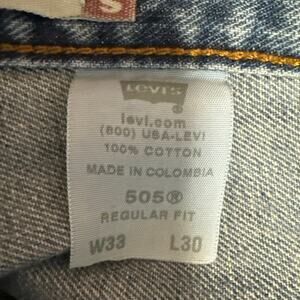 S
LEVI'S
®
levi.com
(800) USA-LEVI
100% COTTON
MADE IN COLOMBIA
505®
REGULAR FIT
W33 L30